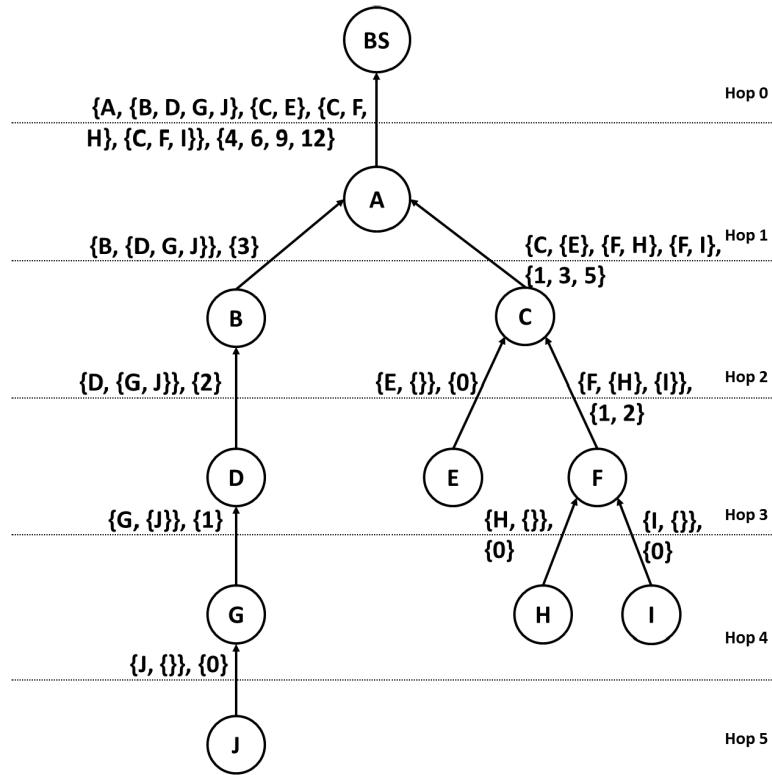 BS
Hop 0
{A, {B, D, G, J}, {C, E}, {C, F,
H}, {C, F, I}}, {4, 6, 9, 12}
A
Hop 1
{B, {D, G, J}}, {3}
{C, {E}, {F, H}, {F, I},
{1, 3, 5}
B
C
Hop 2
{D, {G, J}}, {2}
{E, {}}, {0}
{F, {H}, {I}},
{1, 2}
D
E
F
Hop 3
{G, {J}}, {1}
{H, {}},
{0}
{I, {}},
{0}
G
H
I
Hop 4
{J, {}}, {0}
J
Hop 5